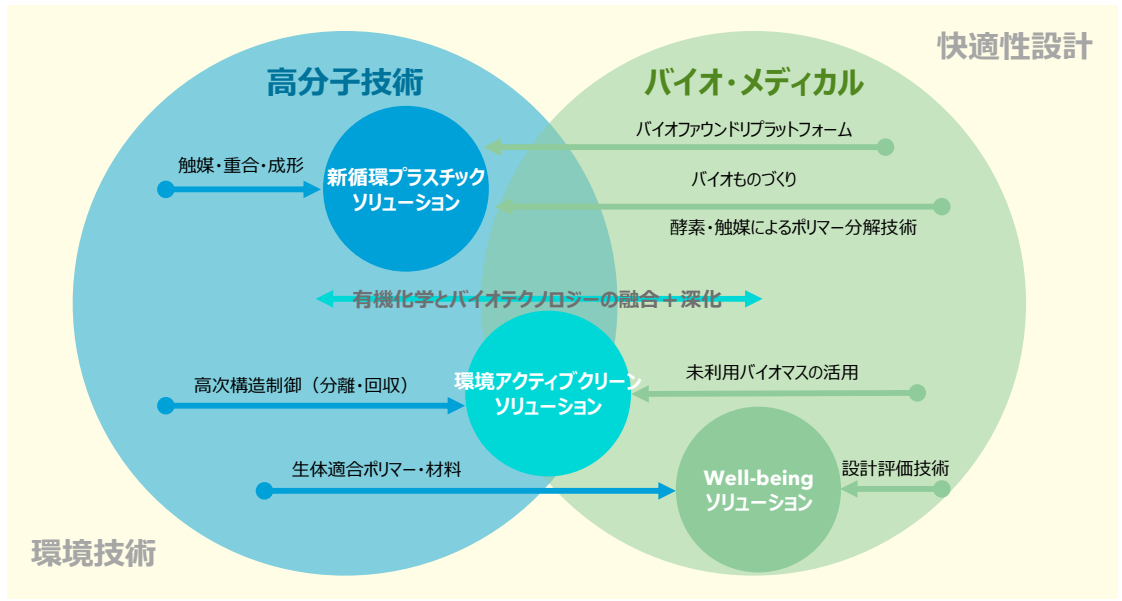 快適性設計
高分子技術
バイオ・メディカル
バイオファウンドリプラットフォーム
触媒・重合・成形
新循環プラスチック
ソリューション
バイオものづくり
酵素・触媒によるポリマー分解技術
有機化学とバイオテクノロジーの融合+深化
高次構造制御(分離・回収)
環境アクティブクリーン
ソリューション
未利用バイオマスの活用
生体適合ポリマー・材料
Well-being
ソリューション
設計評価技術
環境技術